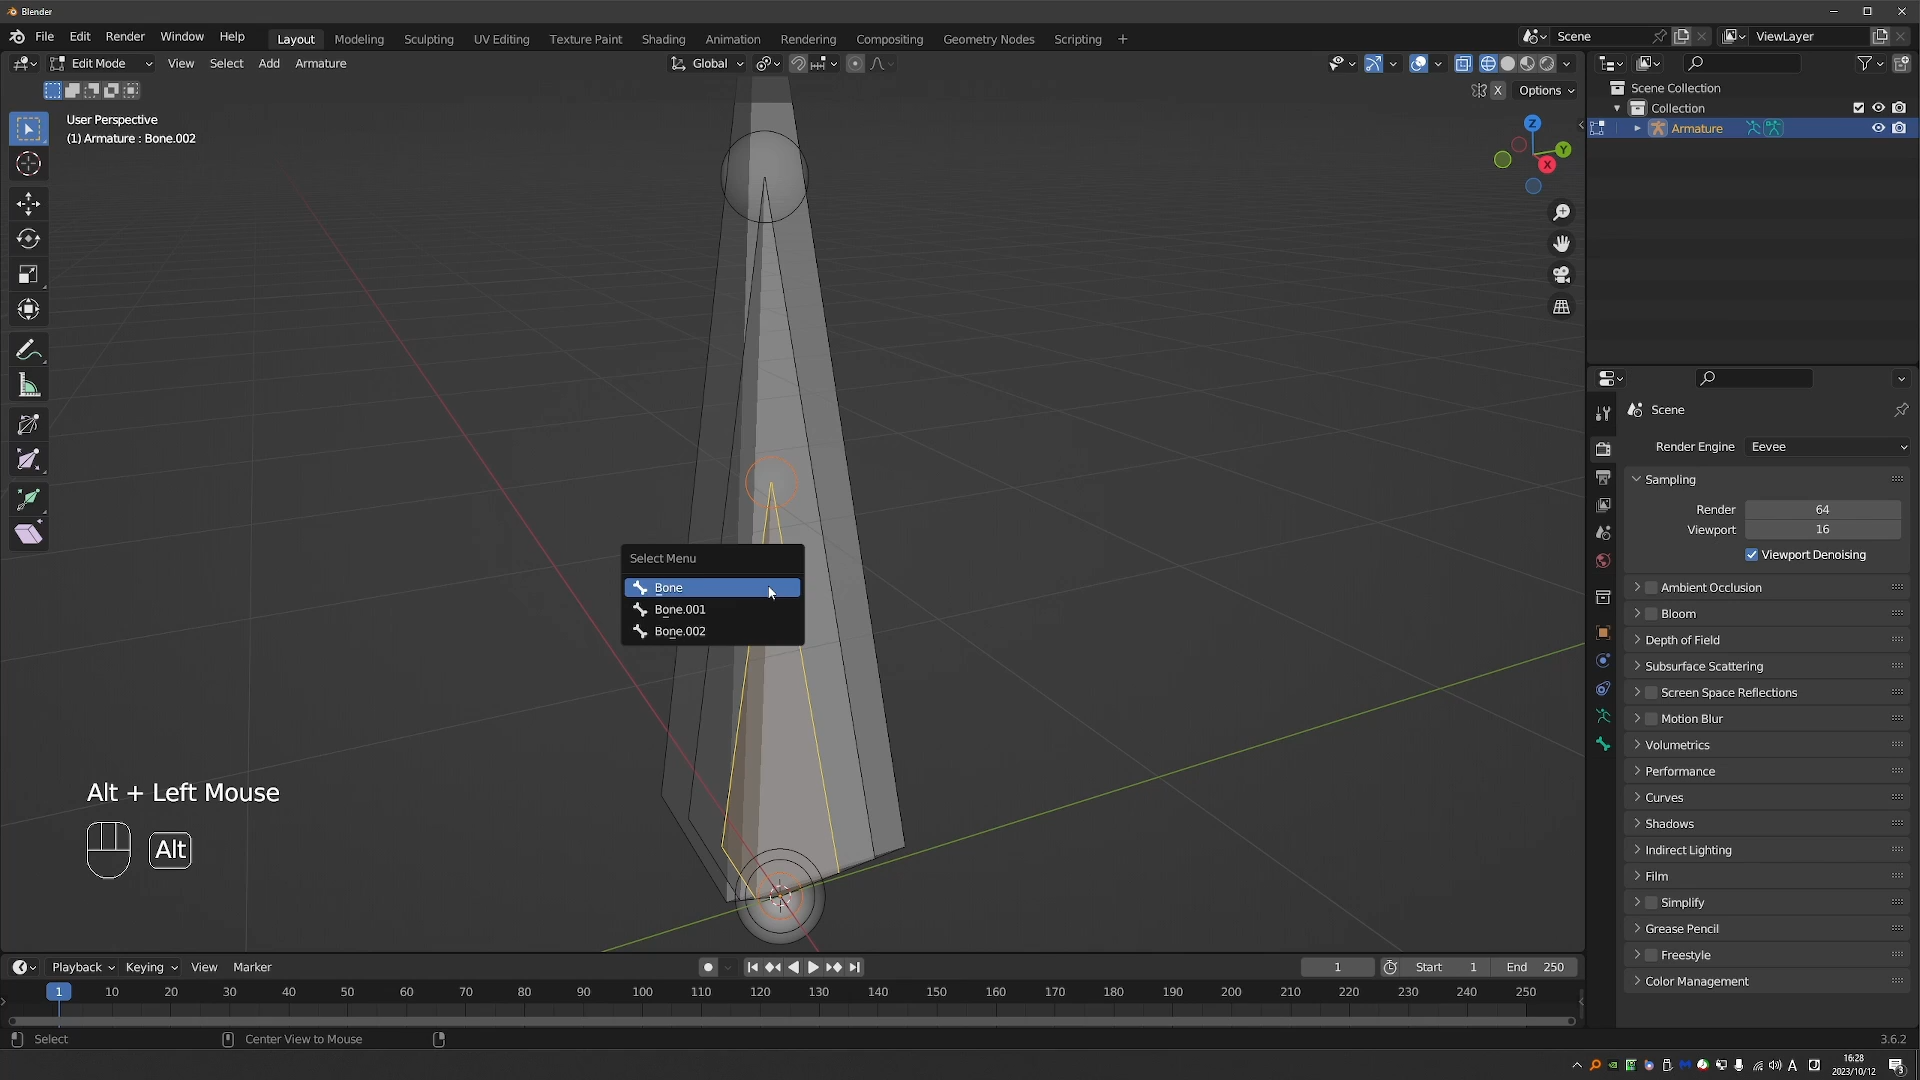 Blender
File Edit Render Window Help Layout Modeling Sculpting UV Editing Texture Paint Shading Animation Rendering Compositing Geometry Nodes Scripting + Scene ViewLayer
Edit Mode View Select Add Armature Global
X Options
User Perspective
(1) Armature : Bone.002
Z
Y
X
Scene Collection
Collection
Armature
Scene
Render Engine Eevee
Sampling
Render 64
Viewport 16
Viewport Denoising
Ambient Occlusion
Bloom
Depth of Field
Subsurface Scattering
Screen Space Reflections
Motion Blur
Volumetrics
Performance
Curves
Shadows
Indirect Lighting
Film
Simplify
Grease Pencil
Freestyle
Color Management
Select Menu
Bone
Bone.001
Bone.002
Alt + Left Mouse
Alt
Playback Keying View Marker 1 Start 1 End 250
1 10 20 30 40 50 60 70 80 90 100 110 120 130 140 150 160 170 180 190 200 210 220 230 240 250
Select Center View to Mouse 3.6.2
A 16:28
2023/10/12
3